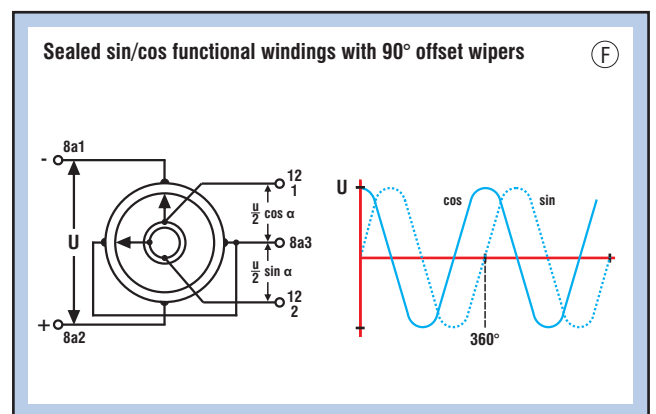 Sealed sin/cos functional windings with 90° offset wipers
F
8a1
-
12
1
u/2 cos α
U
8a3
u/2 sin α
12
2
+
8a2
U
cos
sin
360°